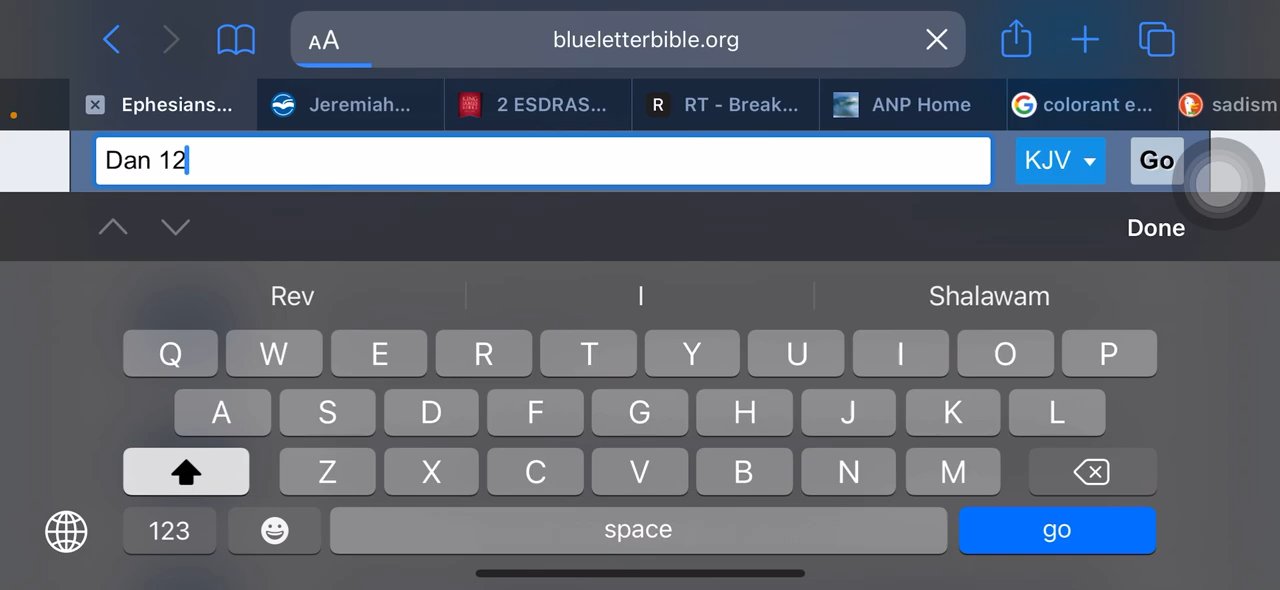 AA blueletterbible.org
Ephesians... Jeremiah... 2 ESDRAS... R RT - Break... ANP Home colorant e... sadism
Dan 12 KJV Go
Done
Rev I Shalawam
Q W E R T Y U I O P
A S D F G H J K L
Z X C V B N M
123 space go